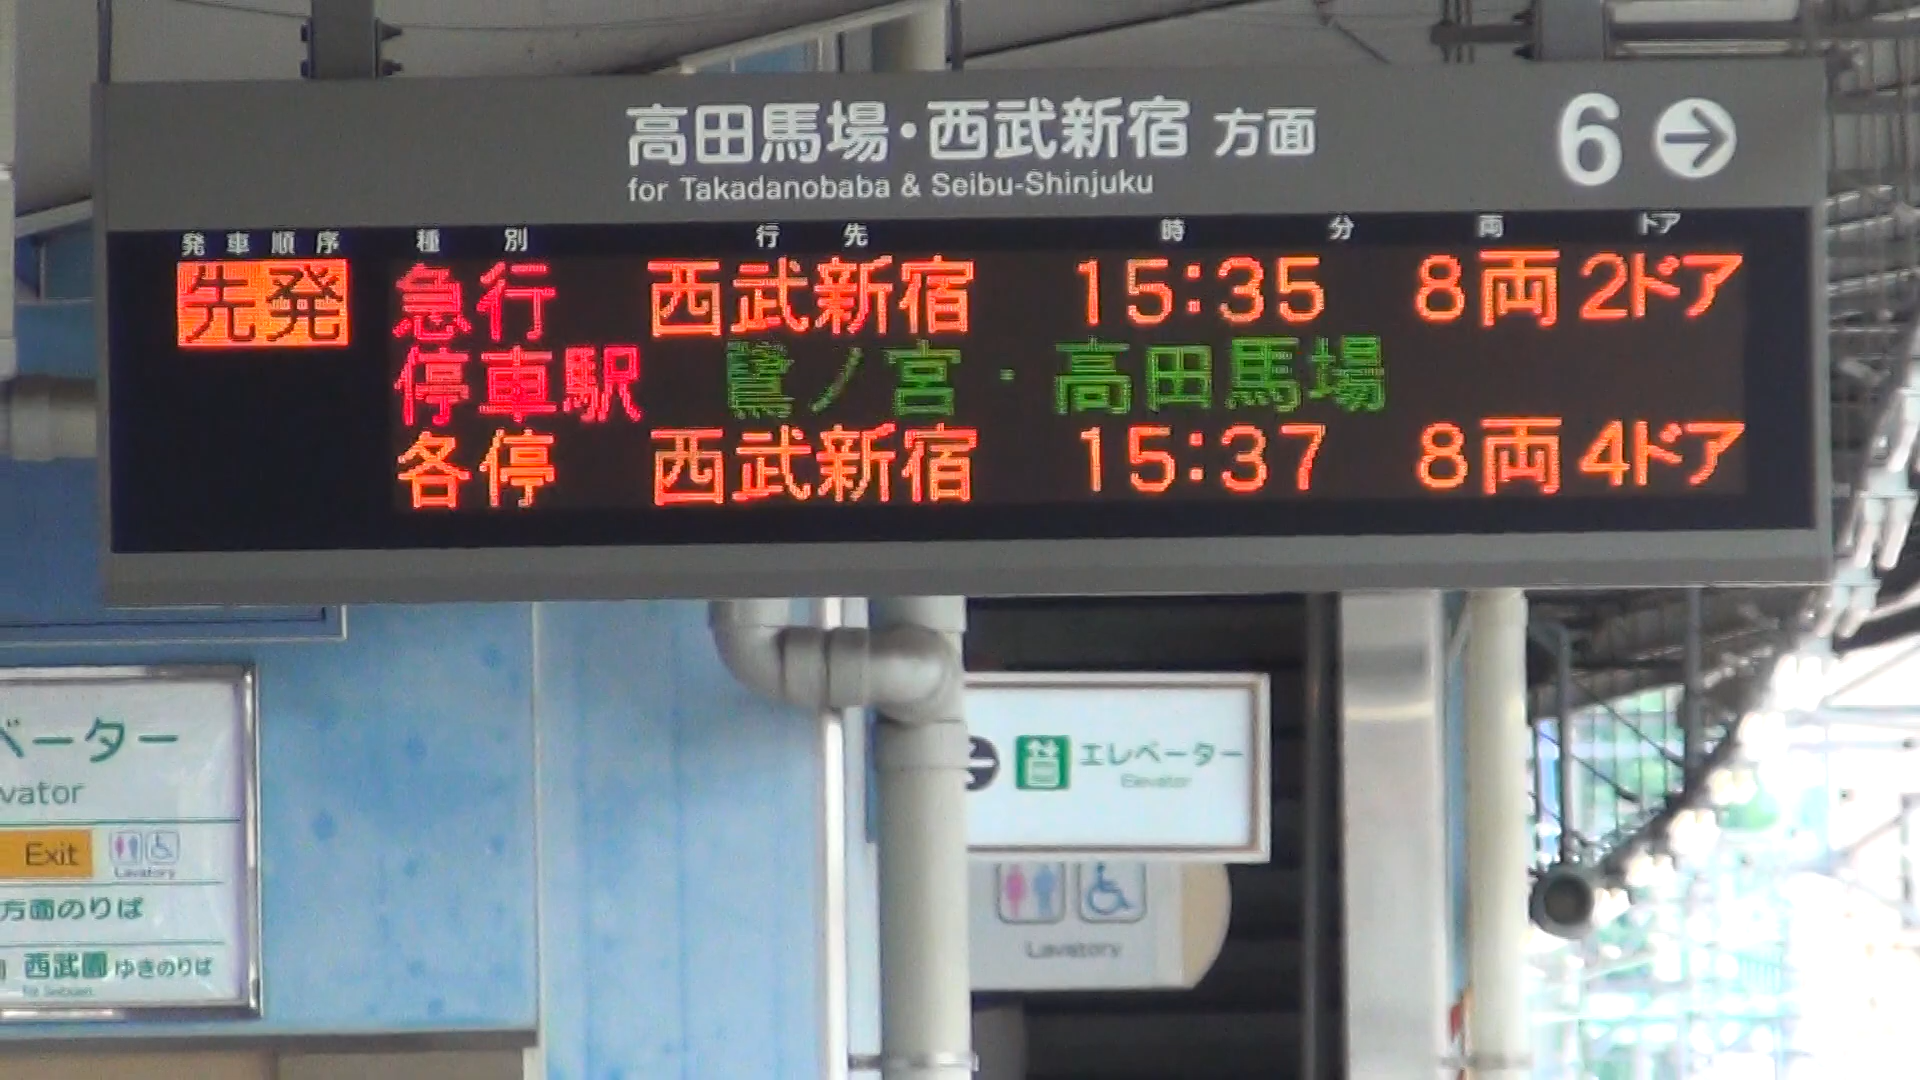 高田馬場・西武新宿 方面
for Takadanobaba & Seibu-Shinjuku
6
発車順序 種別 行先 時 分 両 ドア
先発 急行 西武新宿 15:35 8両 2ドア
停車駅 鷺ノ宮・高田馬場
各停 西武新宿 15:37 8両 4ドア
ベーター
vator
Exit
Lavatory
方面のりば
西武園 ゆきのりば
エレベーター
Elevator
Lavatory